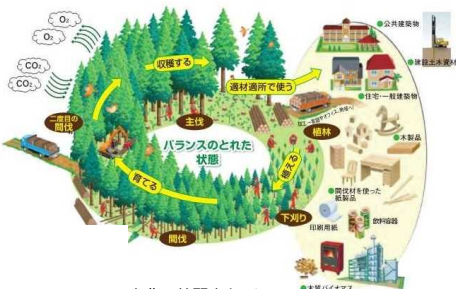 O₂
O₂
CO₂
CO₂
収穫する
適材適所で使う
二度目の
間伐
主伐
バランスのとれた
状態
植林
植える
育てる
下刈り
間伐
●公共建築物
●建設土木資材
●住宅・一般建築物
●木製品
●間伐材を使った
紙製品
印刷用紙
飲料容器
●木質バイオマス